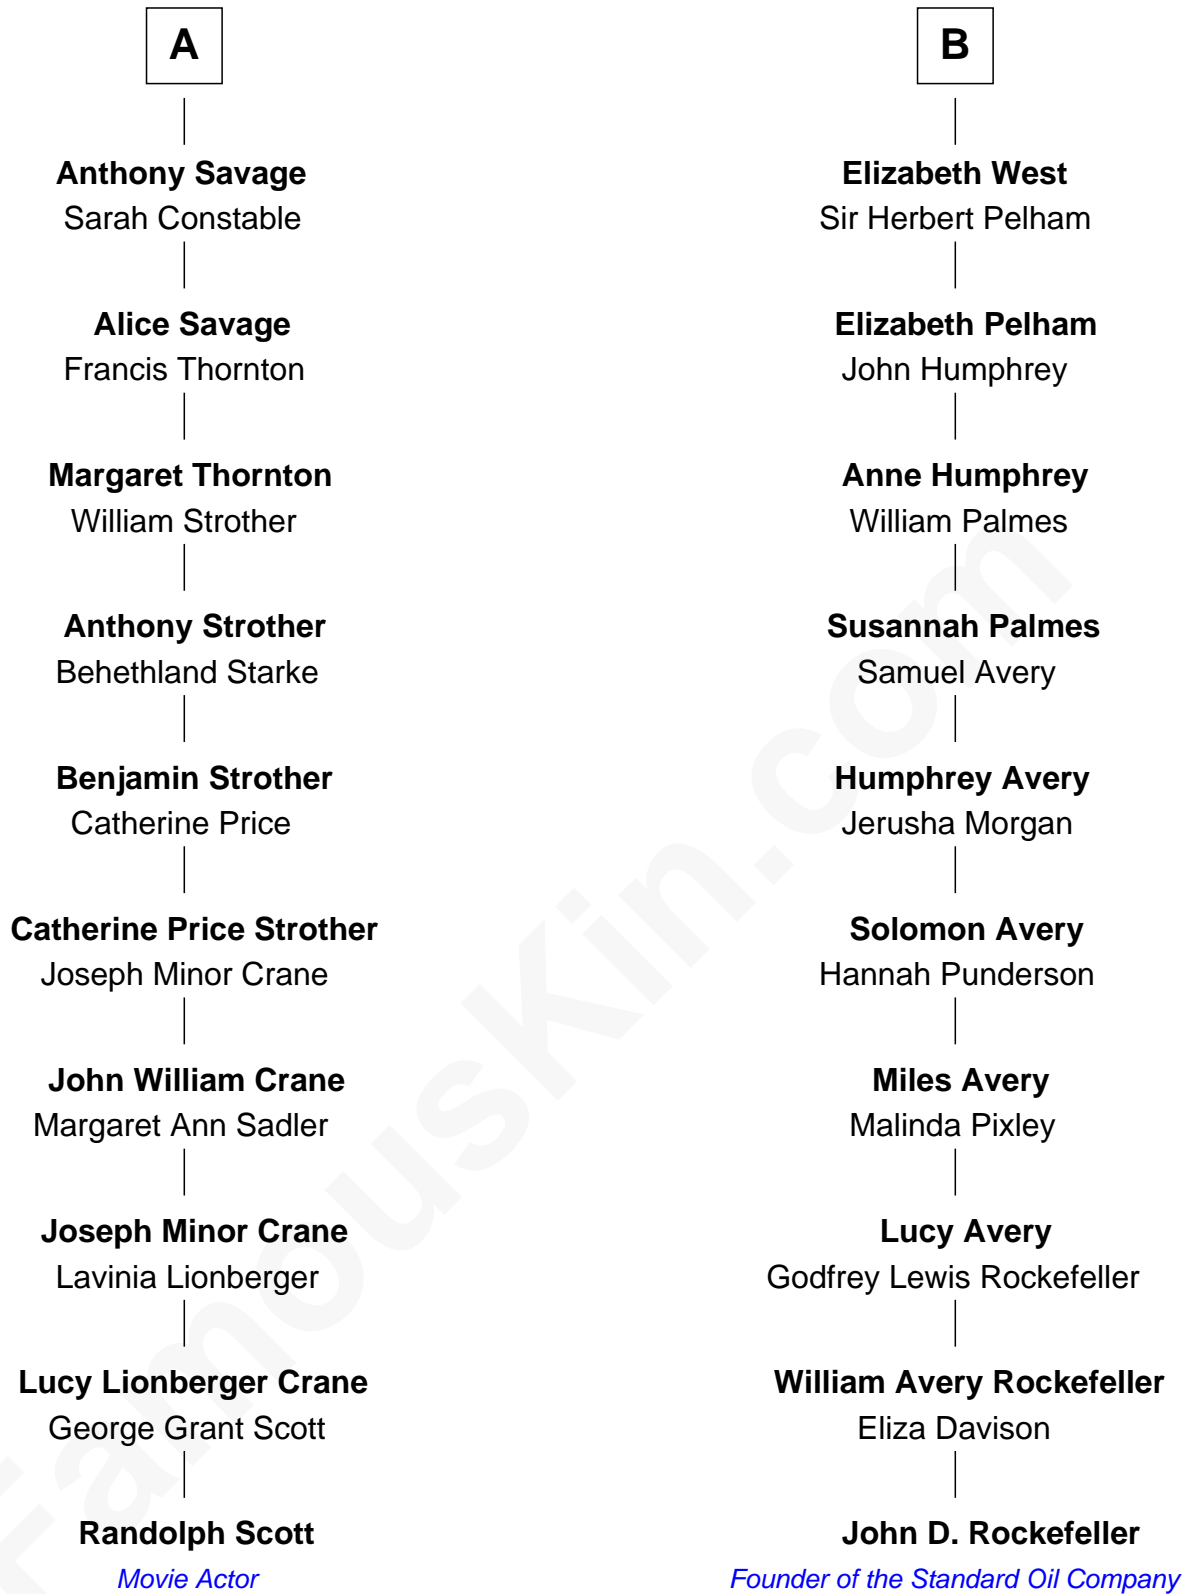 A
Anthony Savage
Sarah Constable
Alice Savage
Francis Thornton
Margaret Thornton
William Strother
Anthony Strother
Behethland Starke
Benjamin Strother
Catherine Price
Catherine Price Strother
Joseph Minor Crane
John William Crane
Margaret Ann Sadler
Joseph Minor Crane
Lavinia Lionberger
Lucy Lionberger Crane
George Grant Scott
Randolph Scott
Movie Actor
B
Elizabeth West
Sir Herbert Pelham
Elizabeth Pelham
John Humphrey
Anne Humphrey
William Palmes
Susannah Palmes
Samuel Avery
Humphrey Avery
Jerusha Morgan
Solomon Avery
Hannah Punderson
Miles Avery
Malinda Pixley
Lucy Avery
Godfrey Lewis Rockefeller
William Avery Rockefeller
Eliza Davison
John D. Rockefeller
Founder of the Standard Oil Company
FamousKin.com